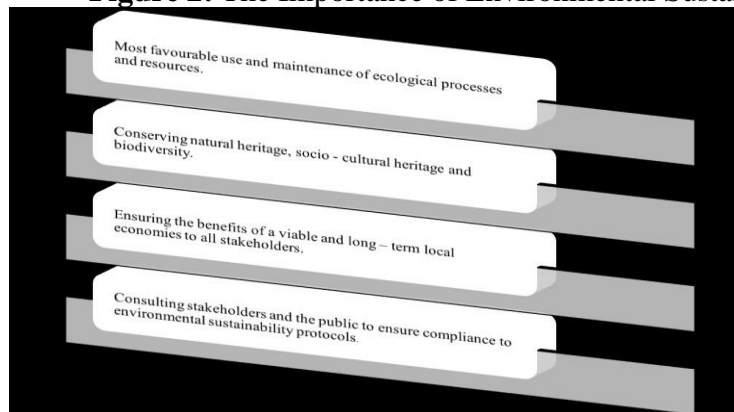 Most favourable use and maintenance of ecological processes
and resources.
Conserving natural heritage, socio - cultural heritage and
biodiversity.
Ensuring the benefits of a viable and long – term local
economies to all stakeholders.
Consulting stakeholders and the public to ensure compliance to
environmental sustainability protocols.